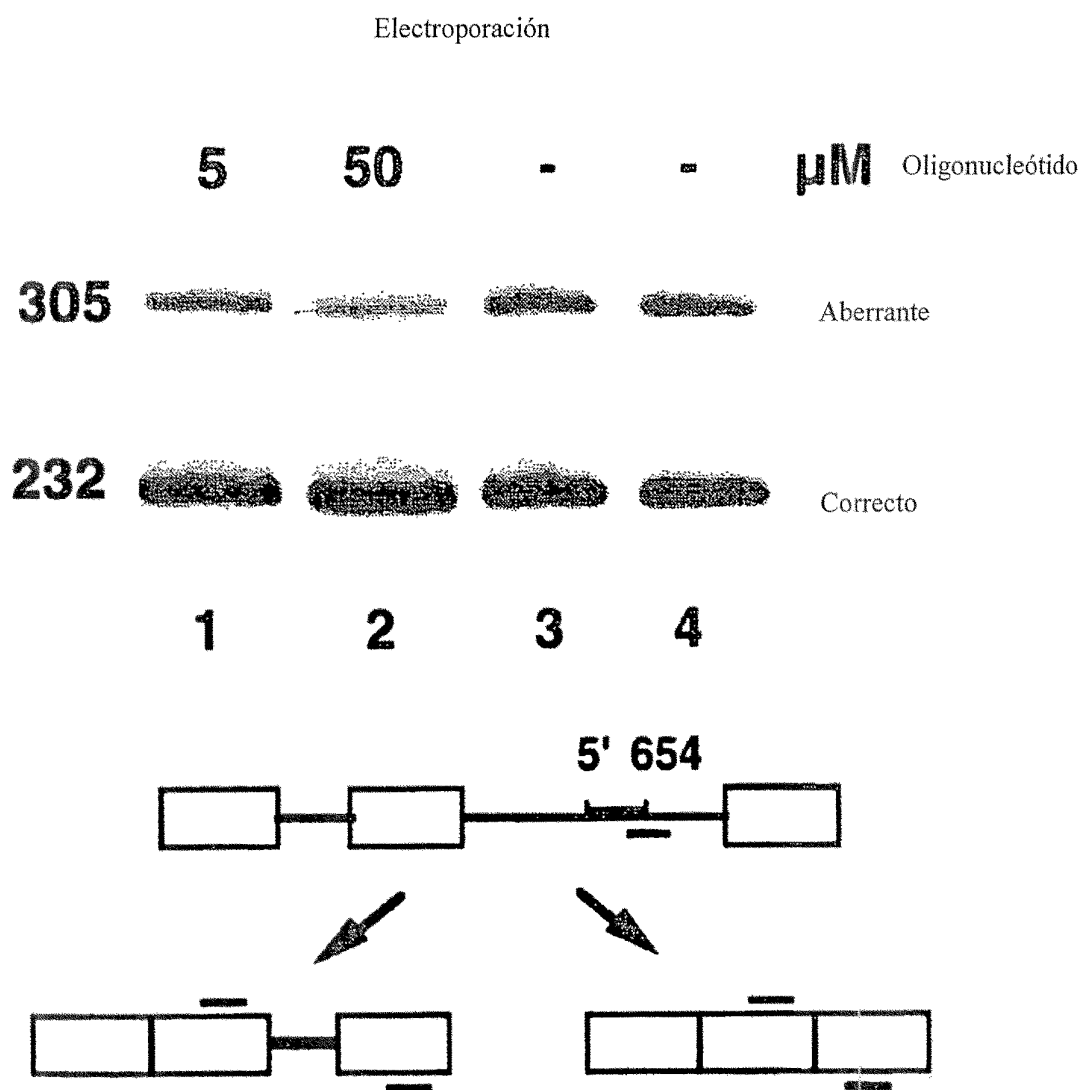 Electroporación
5 50 - - µM Oligonucleótido
305 Aberrante
232 Correcto
1 2 3 4
5' 654